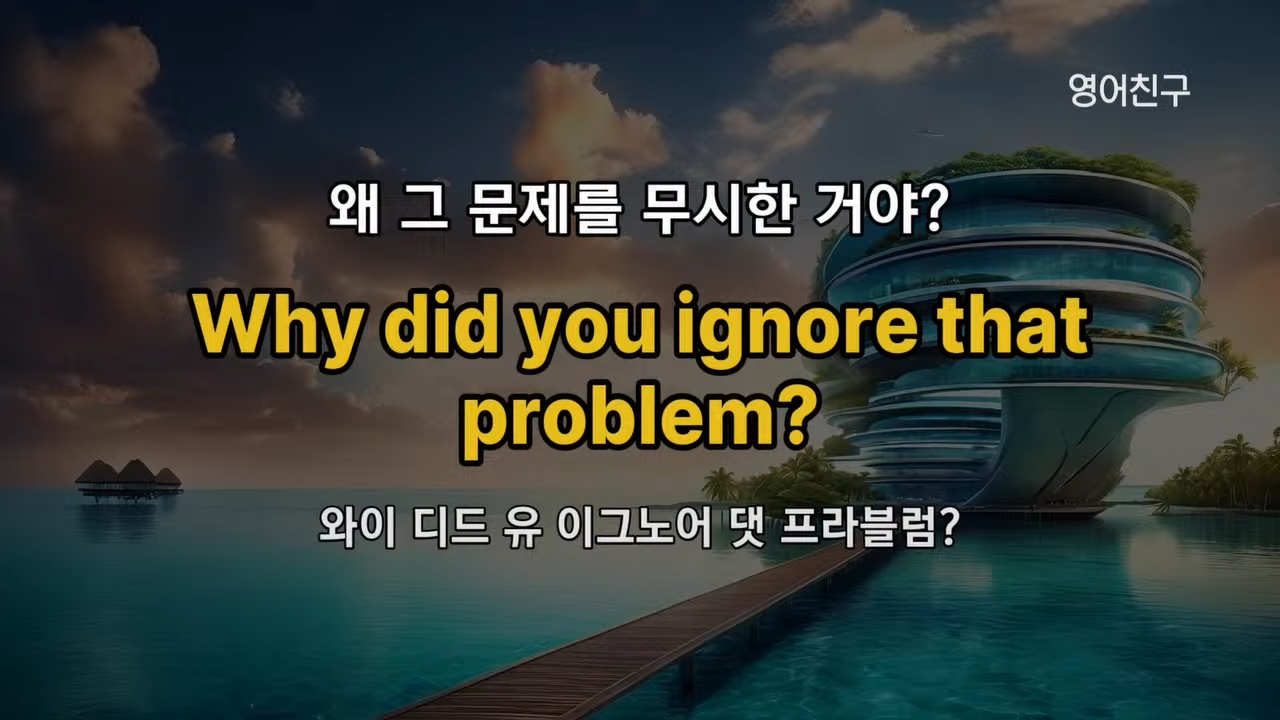 영어친구
왜 그 문제를 무시한 거야?
Why did you ignore that
problem?
와이 디드 유 이그노어 댓 프라블럼?